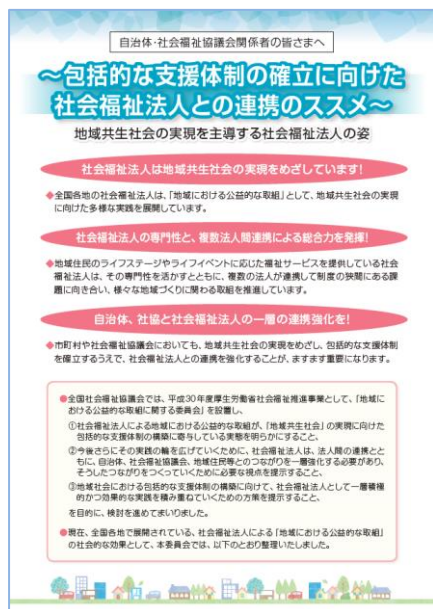 自治体・社会福祉協議会関係者の皆さまへ
～包括的な支援体制の確立に向けた
社会福祉法人との連携のススメ～
地域共生社会の実現を主導する社会福祉法人の姿
社会福祉法人は地域共生社会の実現をめざしています!
◆全国各地の社会福祉法人は、「地域における公益的な取組」として、地域共生社会の実現
に向けた多様な実践を展開しています。
社会福祉法人の専門性と、複数法人間連携による総合力を発揮!
◆地域住民のライフステージやライフイベントに応じた福祉サービスを提供している社会
福祉法人は、その専門性を活かすとともに、複数の法人が連携して制度の狭間にある課
題に向き合い、様々な地域づくりに関わる取組を推進しています。
自治体、社協と社会福祉法人の一層の連携強化を!
◆市町村や社会福祉協議会においても、地域共生社会の実現をめざし、包括的な支援体制
を確立するうえで、社会福祉法人との連携を強化することが、ますます重要になります。
●全国社会福祉協議会では、平成30年度厚生労働省社会福祉推進事業として、「地域に
おける公益的な取組に関する委員会」を設置し、
①社会福祉法人による地域における公益的な取組が、「地域共生社会」の実現に向けた
包括的な支援体制の構築に寄与している実態を明らかにすること、
②今後さらにその実践の輪を広げていくために、社会福祉法人は、法人間の連携とと
もに、自治体、社会福祉協議会、地域住民等とのつながりを一層強化する必要があり、
そうしたつながりをつくっていくために必要な視点を提示すること、
③地域社会における包括的な支援体制の構築に向けて、社会福祉法人として一層積極
的かつ効果的な実践を積み重ねていくための方策を提示すること、
を目的に、検討を進めてまいりました。
●現在、全国各地で展開されている、社会福祉法人による「地域における公益的な取組」
の社会的な効果として、本委員会では、以下のとおり整理いたしました。